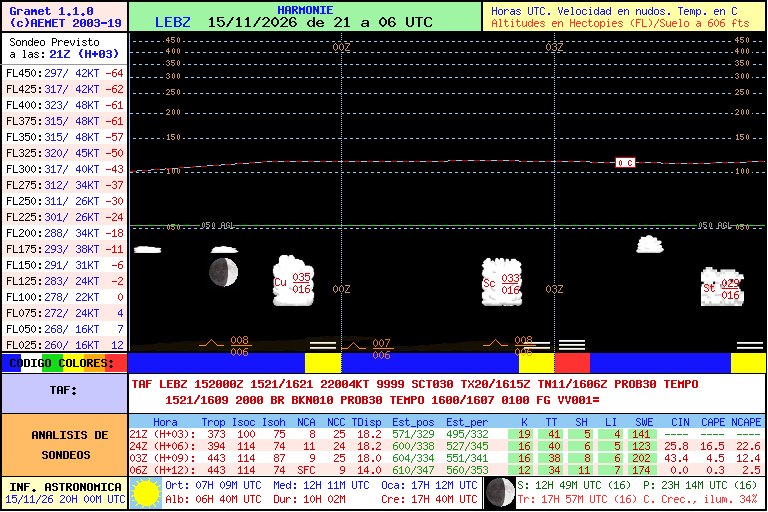 Gramet 1.1.0
(c)AEMET 2003-19
HARMONIE
LEBZ 15/11/2026 de 21 a 06 UTC
Horas UTC. Velocidad en nudos. Temp. en C
Altitudes en Hectopies (FL)/Suelo a 606 fts
Sondeo Previsto
a las: 21Z (H+03)
FL450:297/ 42KT -64
FL425:317/ 42KT -62
FL400:323/ 48KT -61
FL375:315/ 48KT -61
FL350:315/ 48KT -57
FL325:320/ 45KT -50
FL300:317/ 40KT -43
FL275:312/ 34KT -37
FL250:311/ 26KT -30
FL225:301/ 26KT -24
FL200:288/ 34KT -18
FL175:293/ 38KT -11
FL150:291/ 31KT -6
FL125:283/ 24KT -2
FL100:278/ 22KT 0
FL075:272/ 24KT 4
FL050:268/ 16KT 7
FL025:260/ 16KT 12
00Z 03Z
450 450
400 400
350 350
300 300
250 250
200 200
150 150
100 0 C 100
050 050 AGL 050 AGL 050
Cu 035 016
Sc 033 016
St 029 016
00Z 03Z
008 006
007 006
008 006
CODIGO COLORES:
TAF:
TAF LEBZ 152000Z 1521/1621 22004KT 9999 SCT030 TX20/1615Z TN11/1606Z PROB30 TEMPO
1521/1609 2000 BR BKN010 PROB30 TEMPO 1600/1607 0100 FG VV001=
ANALISIS DE
SONDEOS
Hora Trop Isoc Isoh NCA NCC TDisp Est_pos Est_per K TT SH LI SWE CIN CAPE NCAPE
21Z (H+03): 373 100 75 8 25 18.2 571/329 495/332 19 41 5 4 141 ---- ---- ----
24Z (H+06): 394 114 74 11 24 18.2 600/338 527/345 16 40 6 5 123 25.8 16.5 22.6
03Z (H+09): 443 114 87 9 25 18.0 604/334 551/341 16 38 8 6 202 43.4 4.5 12.4
06Z (H+12): 443 114 74 SFC 9 14.0 610/347 560/353 12 34 11 7 174 0.0 0.3 2.5
INF. ASTRONOMICA
15/11/26 20H 00M UTC
Ort: 07H 09M UTC Med: 12H 11M UTC Oca: 17H 12M UTC
Alb: 06H 40M UTC Dur: 10H 02M Cre: 17H 40M UTC
S: 12H 49M UTC (16) P: 23H 14M UTC (16)
Tr: 17H 57M UTC (16) C. Crec., ilum. 34%